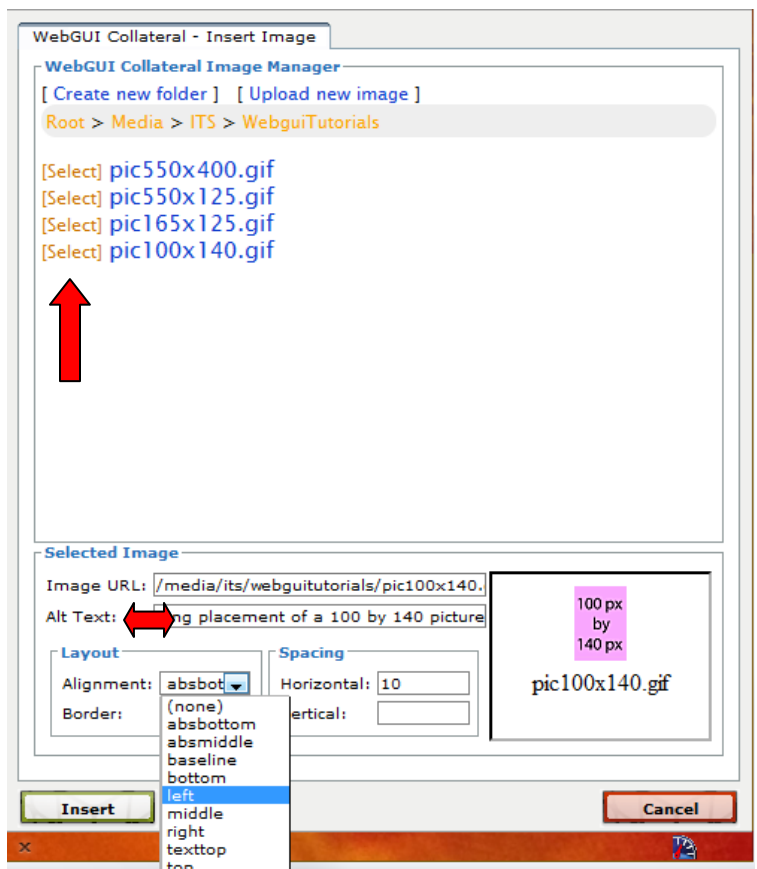 WebGUI Collateral - Insert Image
WebGUI Collateral Image Manager
[ Create new folder ] [ Upload new image ]
Root > Media > ITS > WebguiTutorials
[Select] pic550x400.gif
[Select] pic550x125.gif
[Select] pic165x125.gif
[Select] pic100x140.gif
Selected Image
Image URL: /media/its/webguitutorials/pic100x140.
Alt Text: ng placement of a 100 by 140 picture
100 px
by
140 px
pic100x140.gif
Layout
Alignment: absbot
Border:
(none)
absbottom
absmiddle
baseline
bottom
left
middle
right
texttop
top
Spacing
Horizontal: 10
ertical:
Insert
Cancel